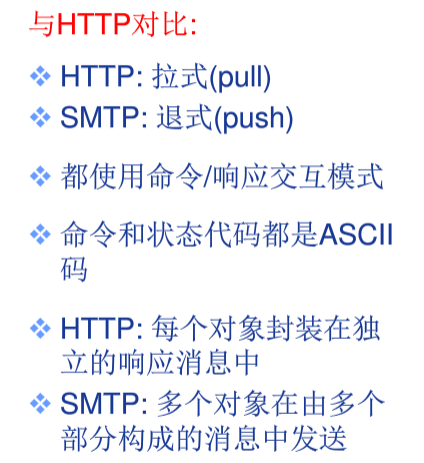 与HTTP对比:
❖ HTTP: 拉式(pull)
❖ SMTP: 退式(push)
❖ 都使用命令/响应交互模式
❖ 命令和状态代码都是ASCII
码
❖ HTTP: 每个对象封装在独
立的响应消息中
❖ SMTP: 多个对象在由多个
部分构成的消息中发送